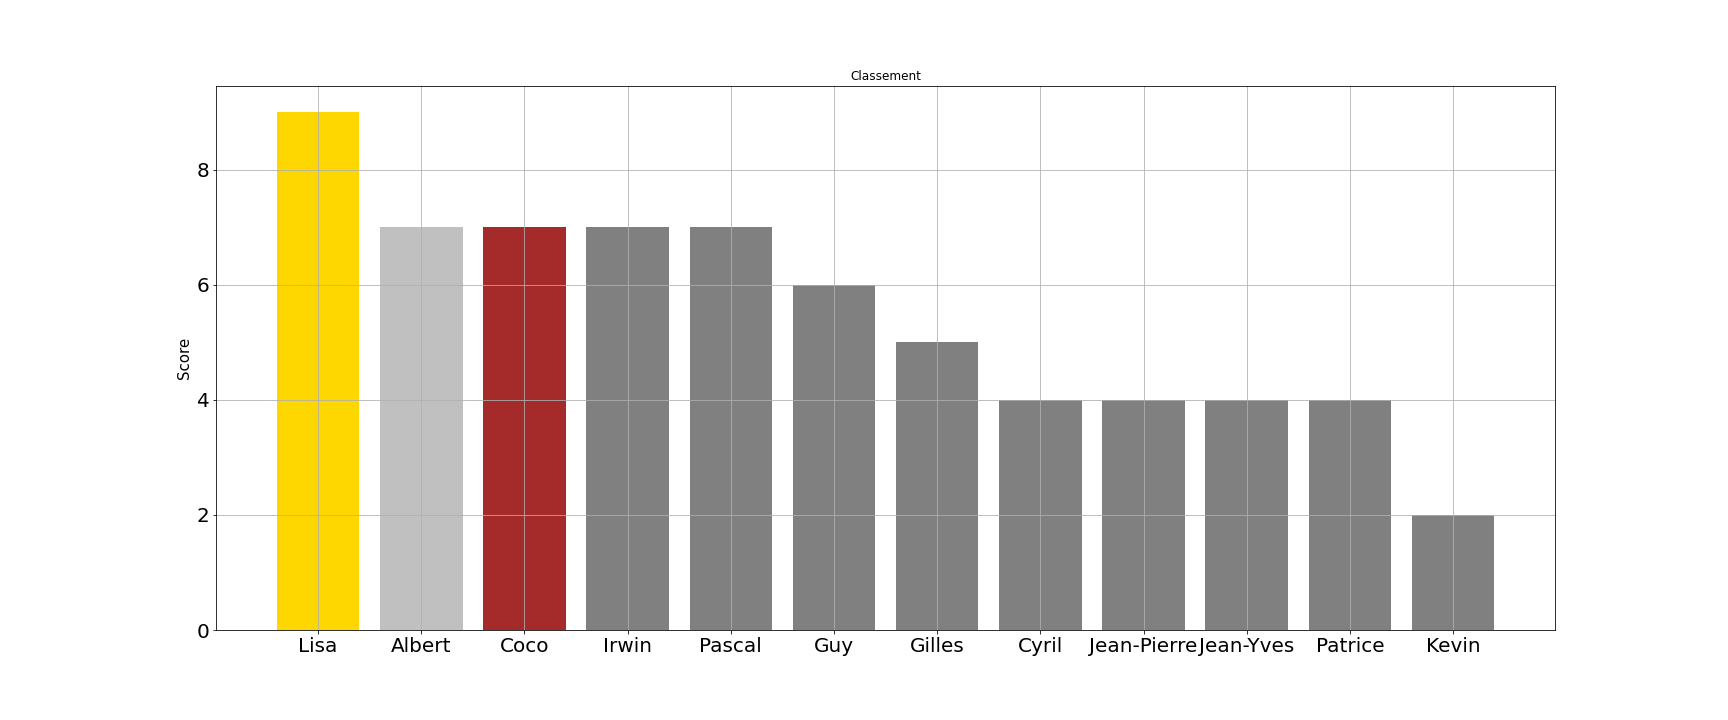 Classement
Score
8
6
4
2
0
Lisa Albert Coco Irwin Pascal Guy Gilles Cyril Jean-Pierre Jean-Yves Patrice Kevin